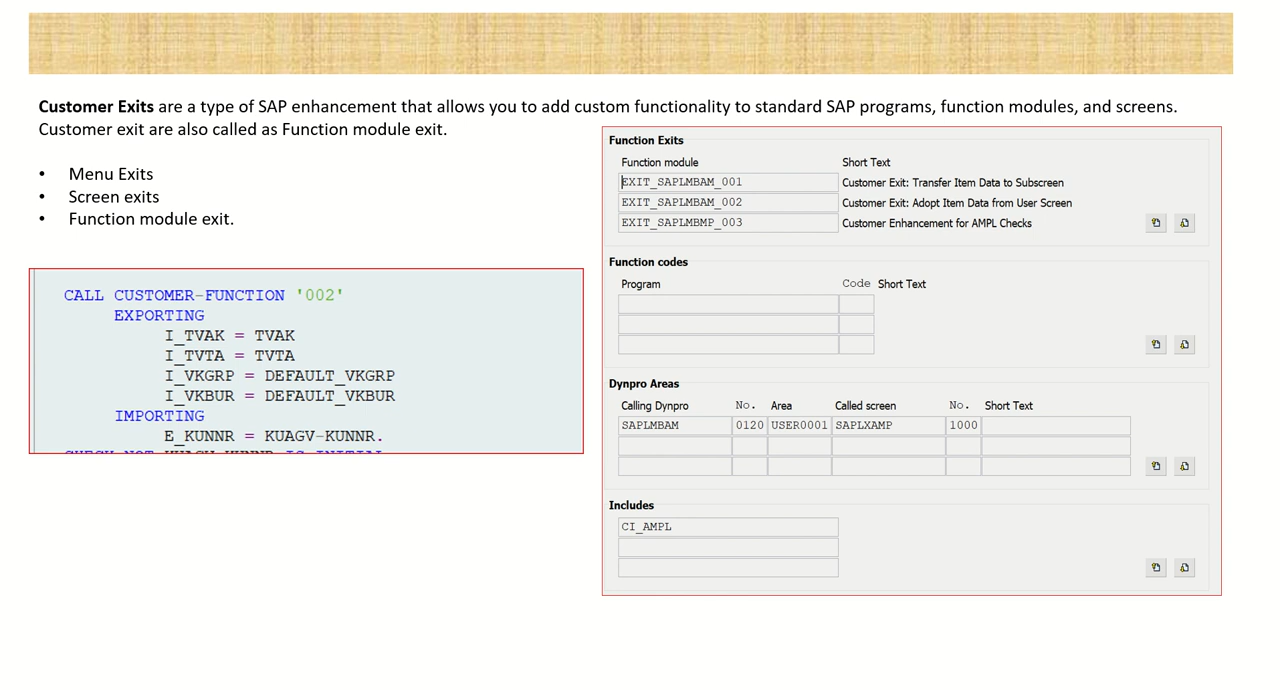 Customer Exits are a type of SAP enhancement that allows you to add custom functionality to standard SAP programs, function modules, and screens.
Customer exit are also called as Function module exit.
• Menu Exits
• Screen exits
• Function module exit.
CALL CUSTOMER-FUNCTION '002'
EXPORTING
I_TVAK = TVAK
I_TVTA = TVTA
I_VKGRP = DEFAULT_VKGRP
I_VKBUR = DEFAULT_VKBUR
IMPORTING
E_KUNNR = KUAGV-KUNNR.
Function Exits
Function module Short Text
EXIT_SAPLMBAM_001 Customer Exit: Transfer Item Data to Subscreen
EXIT_SAPLMBAM_002 Customer Exit: Adopt Item Data from User Screen
EXIT_SAPLMBMP_003 Customer Enhancement for AMPL Checks
Function codes
Program Code Short Text
Dynpro Areas
Calling Dynpro No. Area Called screen No. Short Text
SAPLMBAM 0120 USER0001 SAPLXAMP 1000
Includes
CI_AMPL